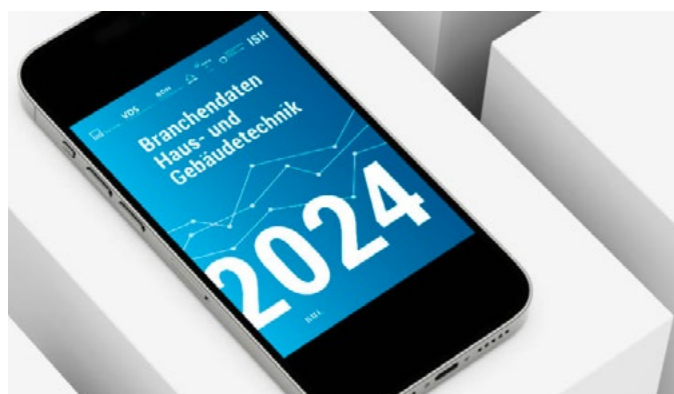 VDS
ISH
Branchendaten
Haus- und
Gebäudetechnik
2024